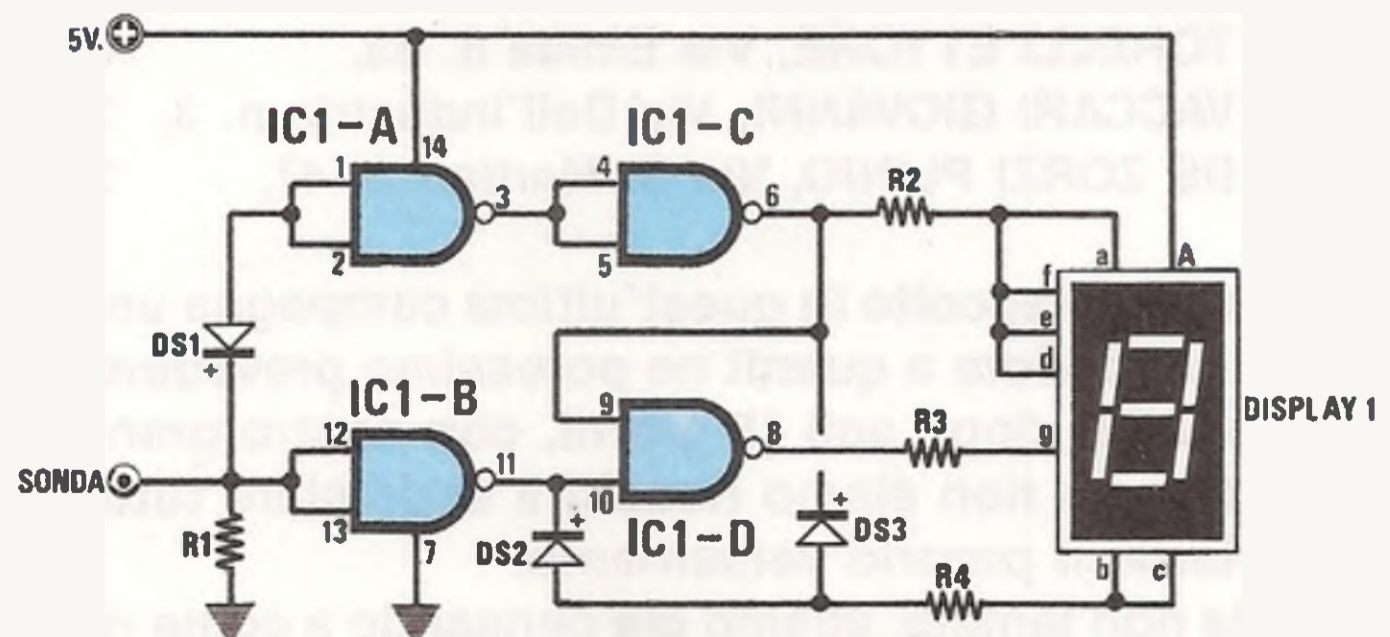 5V.
IC1-A
IC1-C
1
14
2
3
4
5
6
R2
a
A
f
e
d
DS1
+
IC1-B
12
13
11
7
9
10
8
IC1-D
R3
g
DISPLAY 1
SONDA
R1
DS2
+
DS3
+
R4
b
c